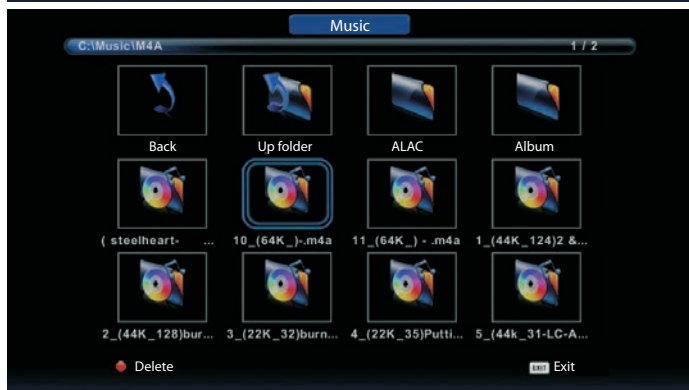 Music
C:\Music\M4A 1 / 2
Back Up folder ALAC Album
( steelheart- ... 10_(64K_)-.m4a 11_(64K_) - .m4a 1_(44K_124)2 &...
2_(44K_128)bur... 3_(22K_32)burn... 4_(22K_35)Putti... 5_(44k_31-LC-A...
Delete EXIT Exit